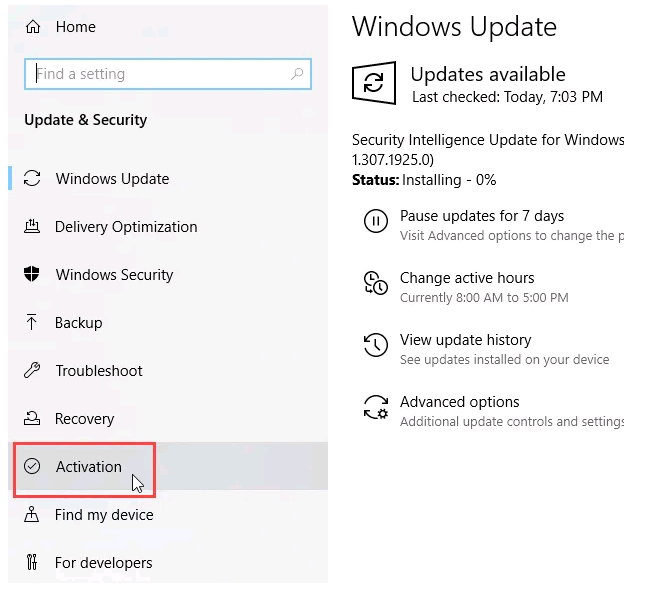 Home
Find a setting
Update & Security
Windows Update
Delivery Optimization
Windows Security
Backup
Troubleshoot
Recovery
Activation
Find my device
For developers
Windows Update
Updates available
Last checked: Today, 7:03 PM
Security Intelligence Update for Windows
1.307.1925.0)
Status: Installing - 0%
Pause updates for 7 days
Visit Advanced options to change the p
Change active hours
Currently 8:00 AM to 5:00 PM
View update history
See updates installed on your device
Advanced options
Additional update controls and settings